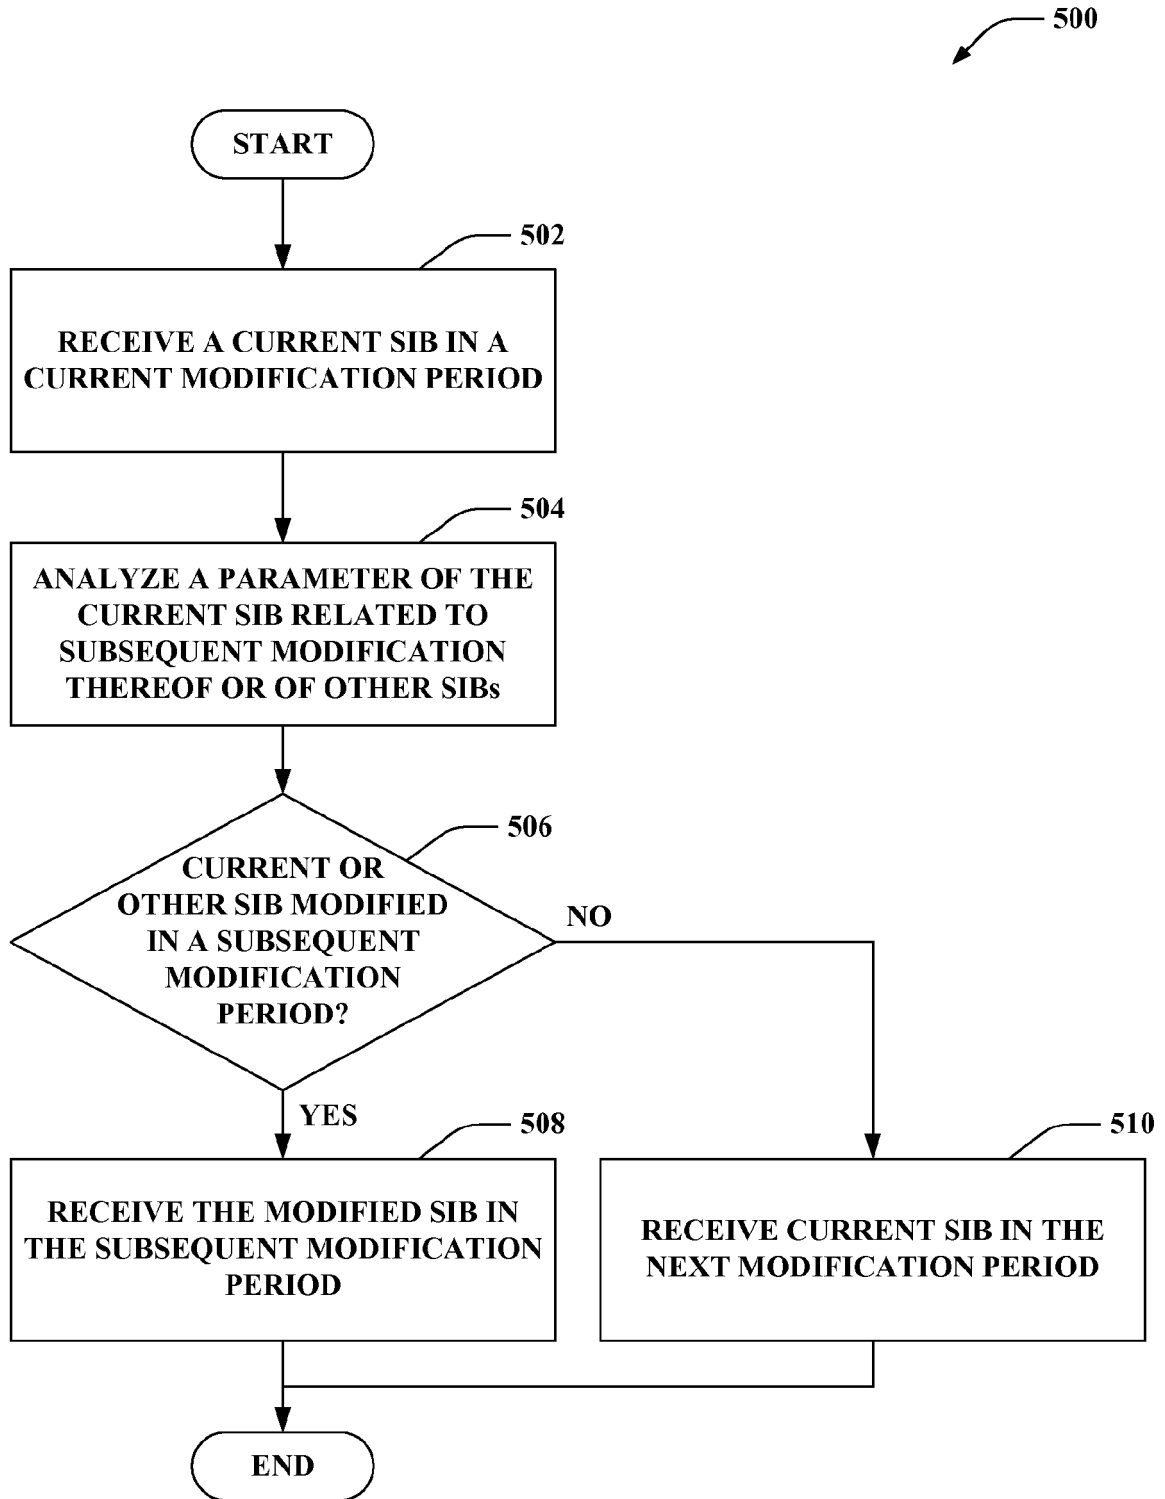 500
START
502
RECEIVE A CURRENT SIB IN A
CURRENT MODIFICATION PERIOD
504
ANALYZE A PARAMETER OF THE
CURRENT SIB RELATED TO
SUBSEQUENT MODIFICATION
THEREOF OR OF OTHER SIBs
506
CURRENT OR
OTHER SIB MODIFIED
IN A SUBSEQUENT
MODIFICATION
PERIOD?
NO
YES
508
RECEIVE THE MODIFIED SIB IN
THE SUBSEQUENT MODIFICATION
PERIOD
510
RECEIVE CURRENT SIB IN THE
NEXT MODIFICATION PERIOD
END